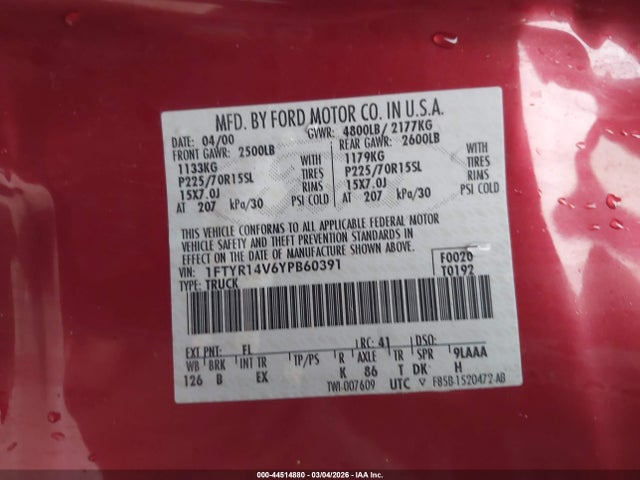 MFD. BY FORD MOTOR CO. IN U.S.A.
DATE: 04/00 GVWR: 4800LB/ 2177KG
FRONT GAWR: 2500LB REAR GAWR: 2600LB
1133KG WITH 1179KG WITH
P225/70R15SL TIRES P225/70R15SL TIRES
15X7.0J RIMS 15X7.0J RIMS
AT 207 kPa/30 PSI COLD AT 207 kPa/30 PSI COLD
THIS VEHICLE CONFORMS TO ALL APPLICABLE FEDERAL MOTOR
VEHICLE SAFETY AND THEFT PREVENTION STANDARDS IN
EFFECT ON THE DATE OF MANUFACTURE SHOWN ABOVE.
VIN: 1FTYR14V6YPB60391 F0020
TYPE: TRUCK T0192
EXT PNT: EL RC: 41 DSO:
WB BRK INT TR TP/PS R AXLE TR SPR 9LAAA
126 B EX K 86 T DK H
TWI-007609 UTC F85B-1520472-AB
000-44514880 - 03/04/2026 - IAA Inc.